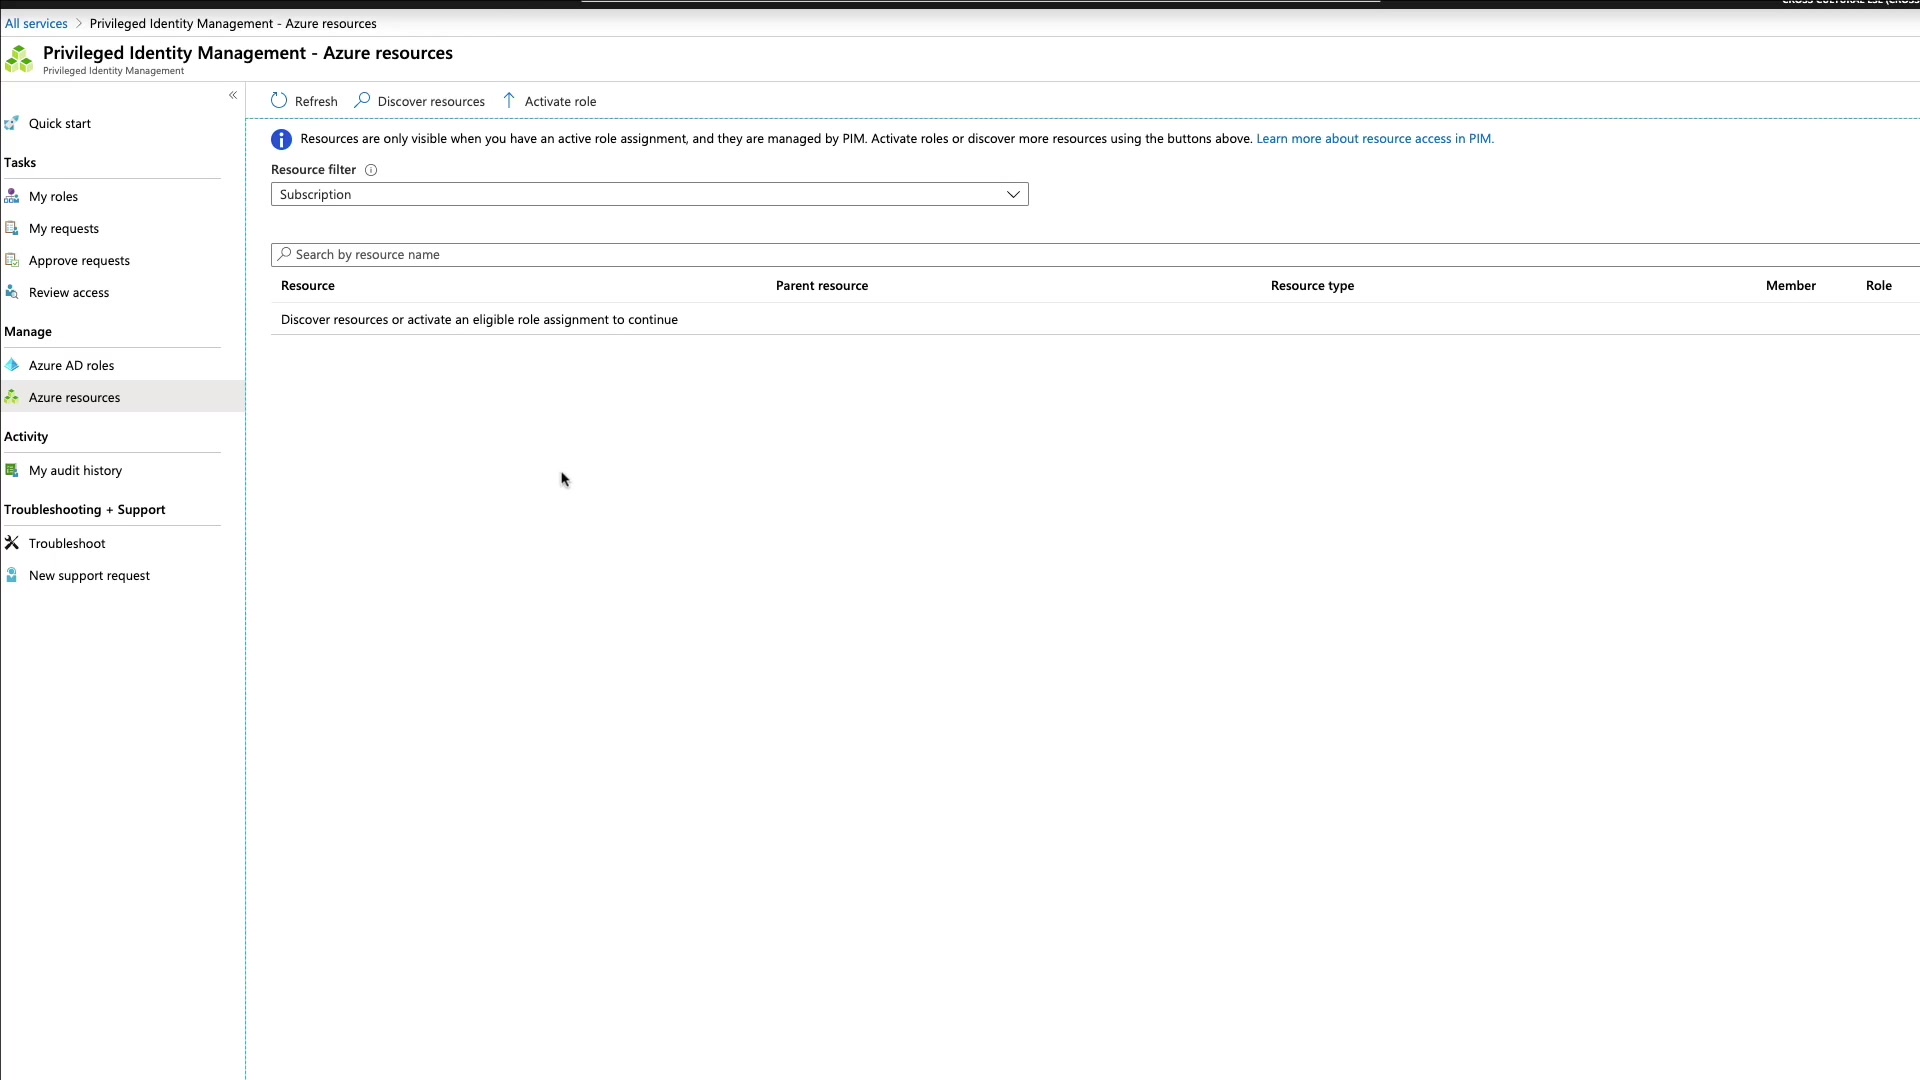 All services > Privileged Identity Management - Azure resources
Privileged Identity Management - Azure resources
Privileged Identity Management
«
Quick start
Tasks
My roles
My requests
Approve requests
Review access
Manage
Azure AD roles
Azure resources
Activity
My audit history
Troubleshooting + Support
Troubleshoot
New support request
Refresh Discover resources Activate role
Resources are only visible when you have an active role assignment, and they are managed by PIM. Activate roles or discover more resources using the buttons above. Learn more about resource access in PIM.
Resource filter
Subscription
Search by resource name
Resource Parent resource Resource type Member Role
Discover resources or activate an eligible role assignment to continue